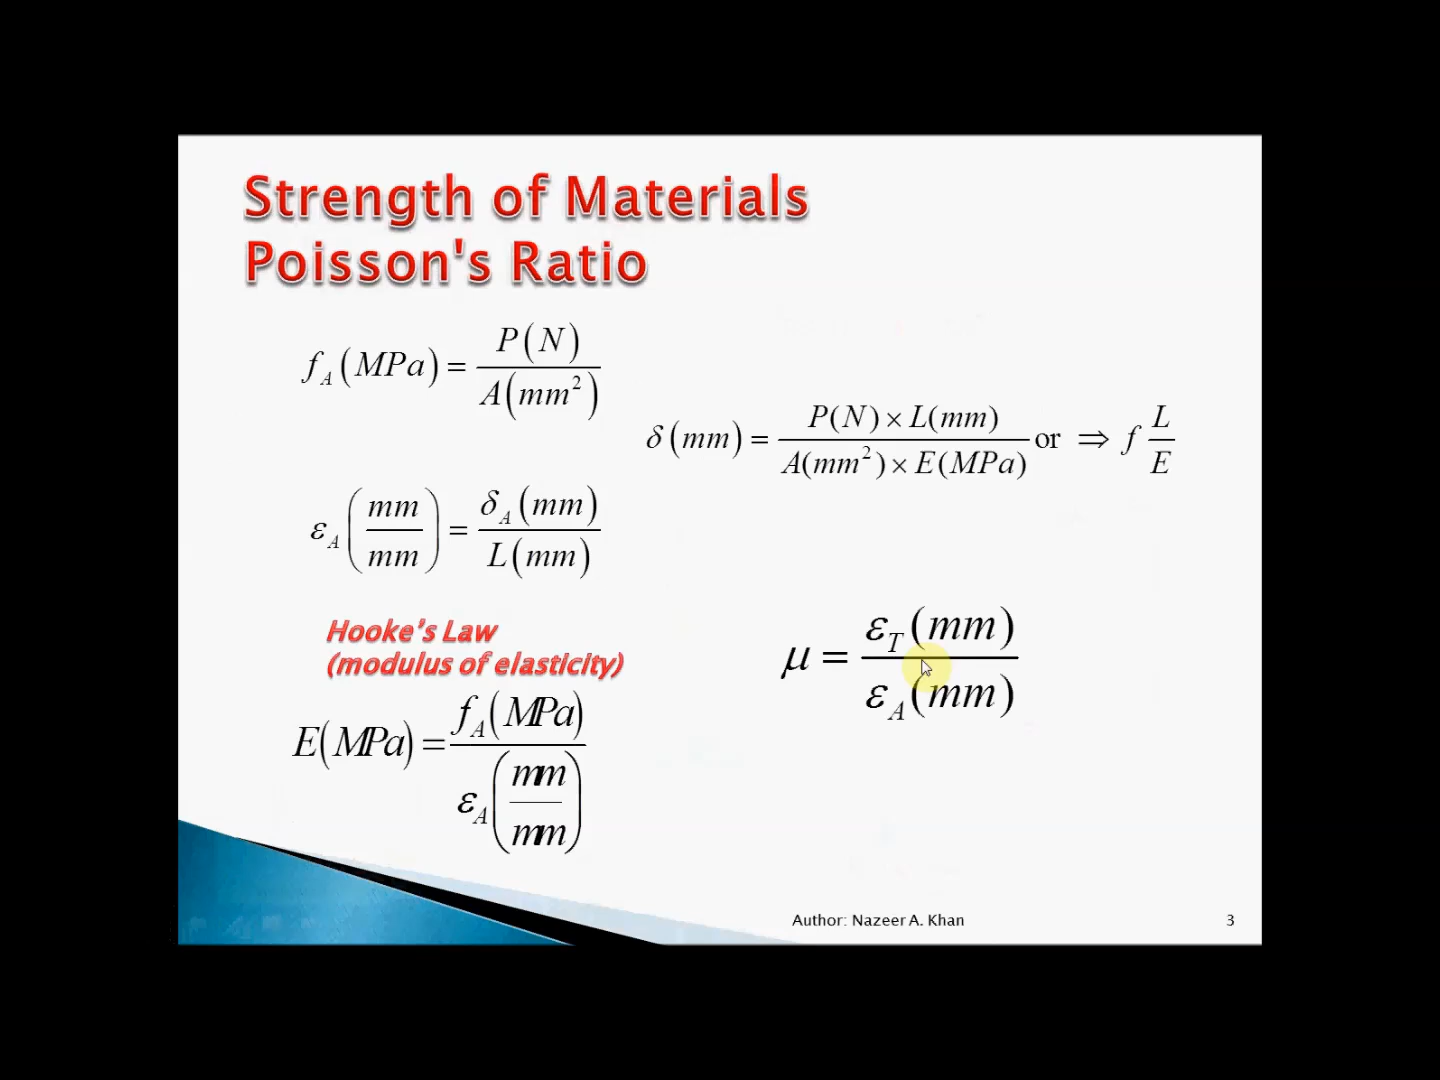 Strength of Materials
Poisson's Ratio
f_A (MPa) = P(N) / A(mm²)
δ(mm) = P(N) × L(mm) / A(mm²) × E(MPa) or ⇒ f L / E
ε_A (mm / mm) = δ_A (mm) / L(mm)
Hooke's Law
(modulus of elasticity)
E(MPa) = f_A (MPa) / ε_A (mm / mm)
μ = ε_T (mm) / ε_A (mm)
Author: Nazeer A. Khan
3